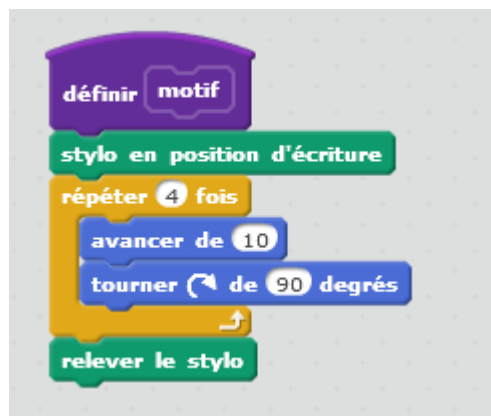 définir motif
stylo en position d'écriture
répéter 4 fois
avancer de 10
tourner de 90 degrés
relever le stylo